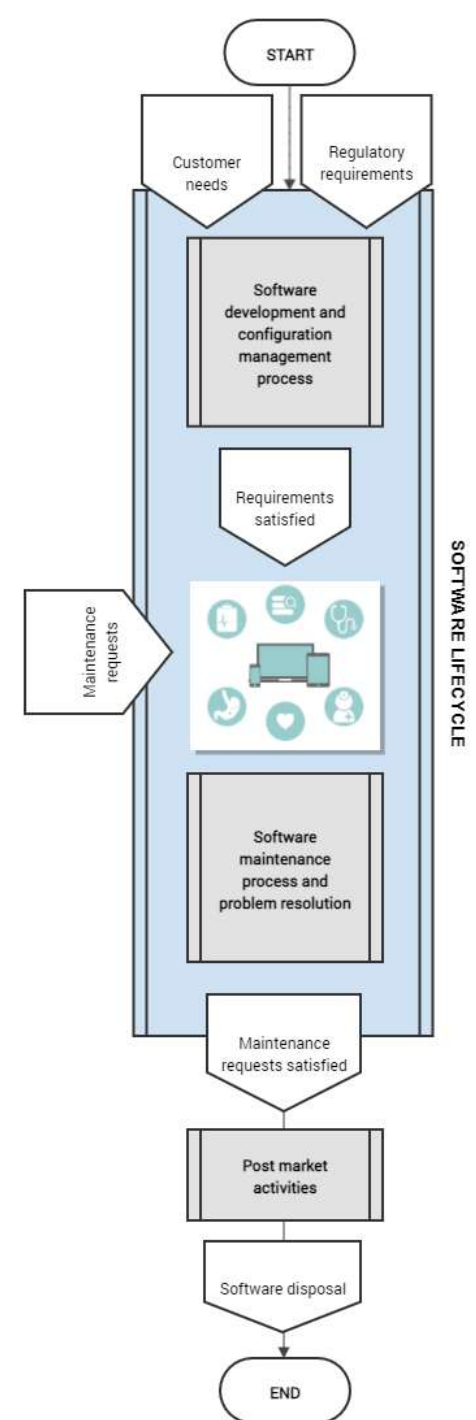 START
Customer
needs
Regulatory
requirements
Software
development and
configuration
management
process
Requirements
satisfied
Maintenance
requests
SOFTWARE LIFECYCLE
Software
maintenance
process and
problem resolution
Maintenance
requests satisfied
Post market
activities
Software disposal
END